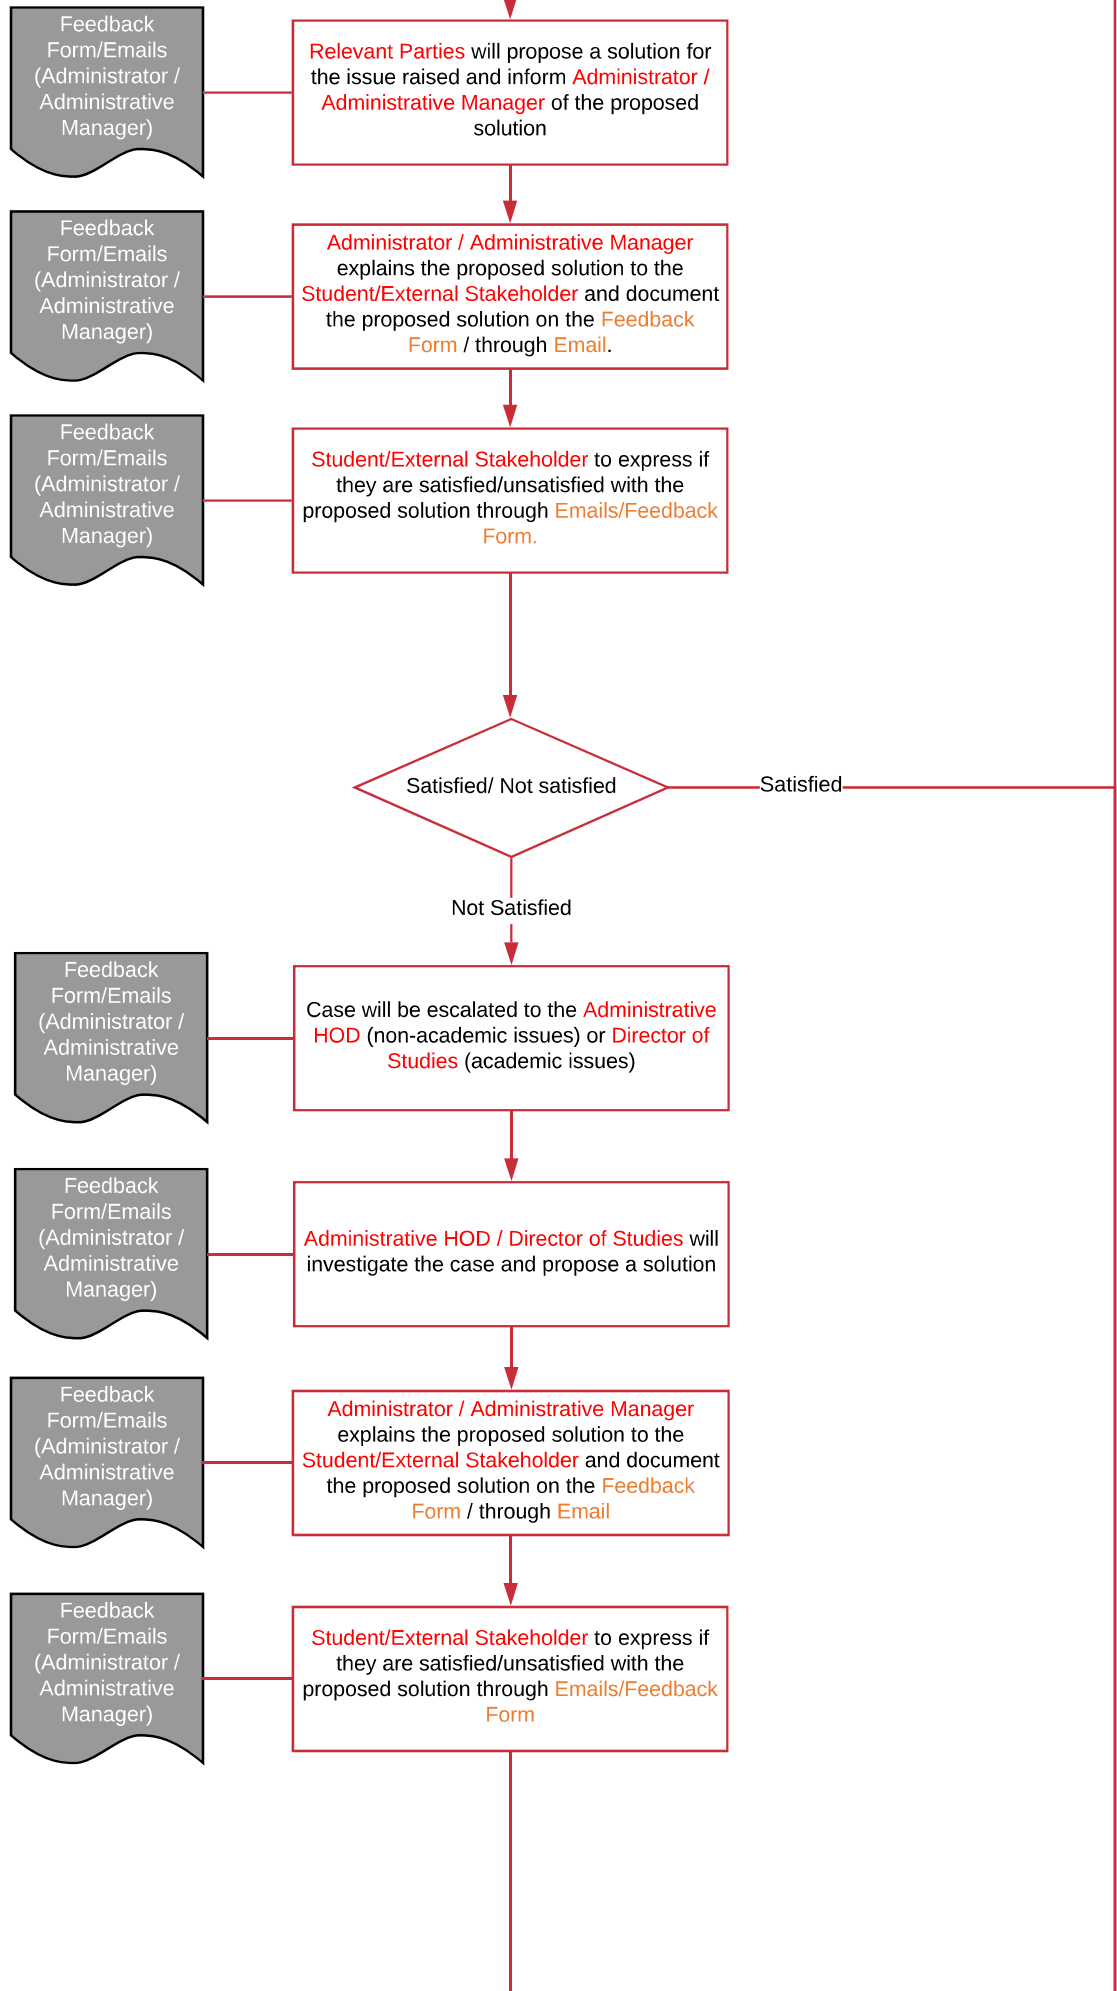 Feedback
Form/Emails
(Administrator /
Administrative
Manager)
Relevant Parties will propose a solution for
the issue raised and inform Administrator /
Administrative Manager of the proposed
solution
Feedback
Form/Emails
(Administrator /
Administrative
Manager)
Administrator / Administrative Manager
explains the proposed solution to the
Student/External Stakeholder and document
the proposed solution on the Feedback
Form / through Email.
Feedback
Form/Emails
(Administrator /
Administrative
Manager)
Student/External Stakeholder to express if
they are satisfied/unsatisfied with the
proposed solution through Emails/Feedback
Form.
Satisfied/ Not satisfied
Satisfied
Not Satisfied
Feedback
Form/Emails
(Administrator /
Administrative
Manager)
Case will be escalated to the Administrative
HOD (non-academic issues) or Director of
Studies (academic issues)
Feedback
Form/Emails
(Administrator /
Administrative
Manager)
Administrative HOD / Director of Studies will
investigate the case and propose a solution
Feedback
Form/Emails
(Administrator /
Administrative
Manager)
Administrator / Administrative Manager
explains the proposed solution to the
Student/External Stakeholder and document
the proposed solution on the Feedback
Form / through Email
Feedback
Form/Emails
(Administrator /
Administrative
Manager)
Student/External Stakeholder to express if
they are satisfied/unsatisfied with the
proposed solution through Emails/Feedback
Form